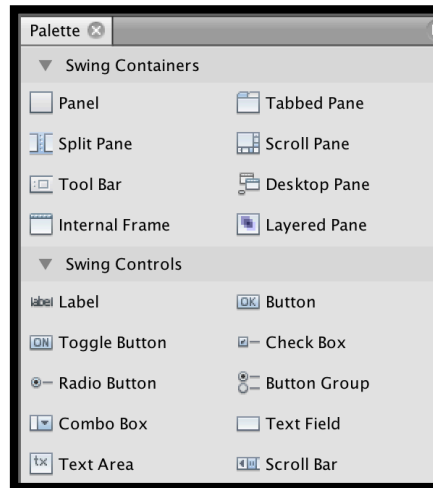 Palette
Swing Containers
Panel Tabbed Pane
Split Pane Scroll Pane
Tool Bar Desktop Pane
Internal Frame Layered Pane
Swing Controls
label Label OK Button
ON Toggle Button Check Box
Radio Button Button Group
Combo Box Text Field
tx Text Area Scroll Bar